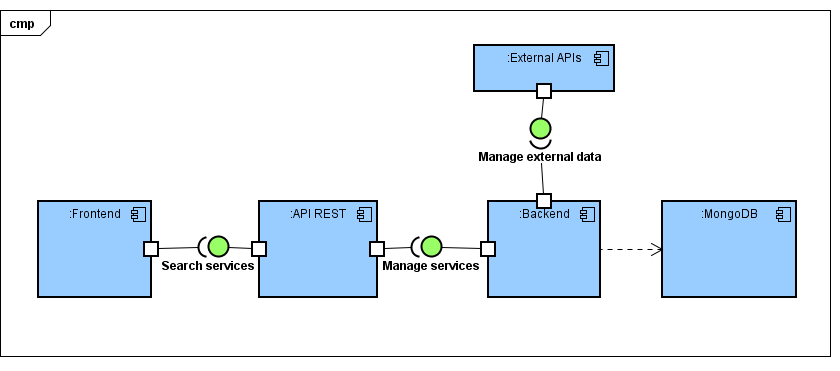 cmp
:External APIs
Manage external data
:Frontend
:API REST
:Backend
:MongoDB
Search services
Manage services